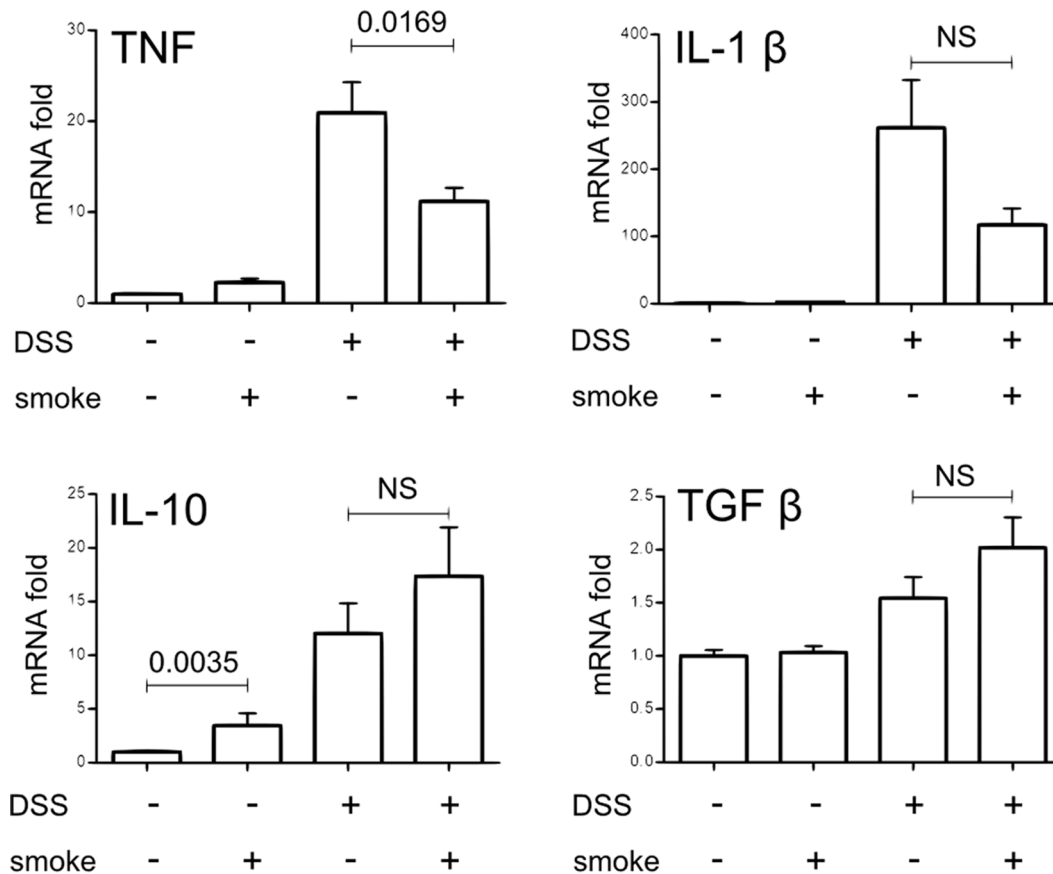 TNF
0.0169
mRNA fold
30
20
10
0
DSS - - + +
smoke - + - +
IL-1 β
NS
mRNA fold
400
300
200
100
0
DSS - - + +
smoke - + - +
IL-10
NS
0.0035
mRNA fold
25
20
15
10
5
0
DSS - - + +
smoke - + - +
TGF β
NS
mRNA fold
2.5
2.0
1.5
1.0
0.5
0.0
DSS - - + +
smoke - + - +